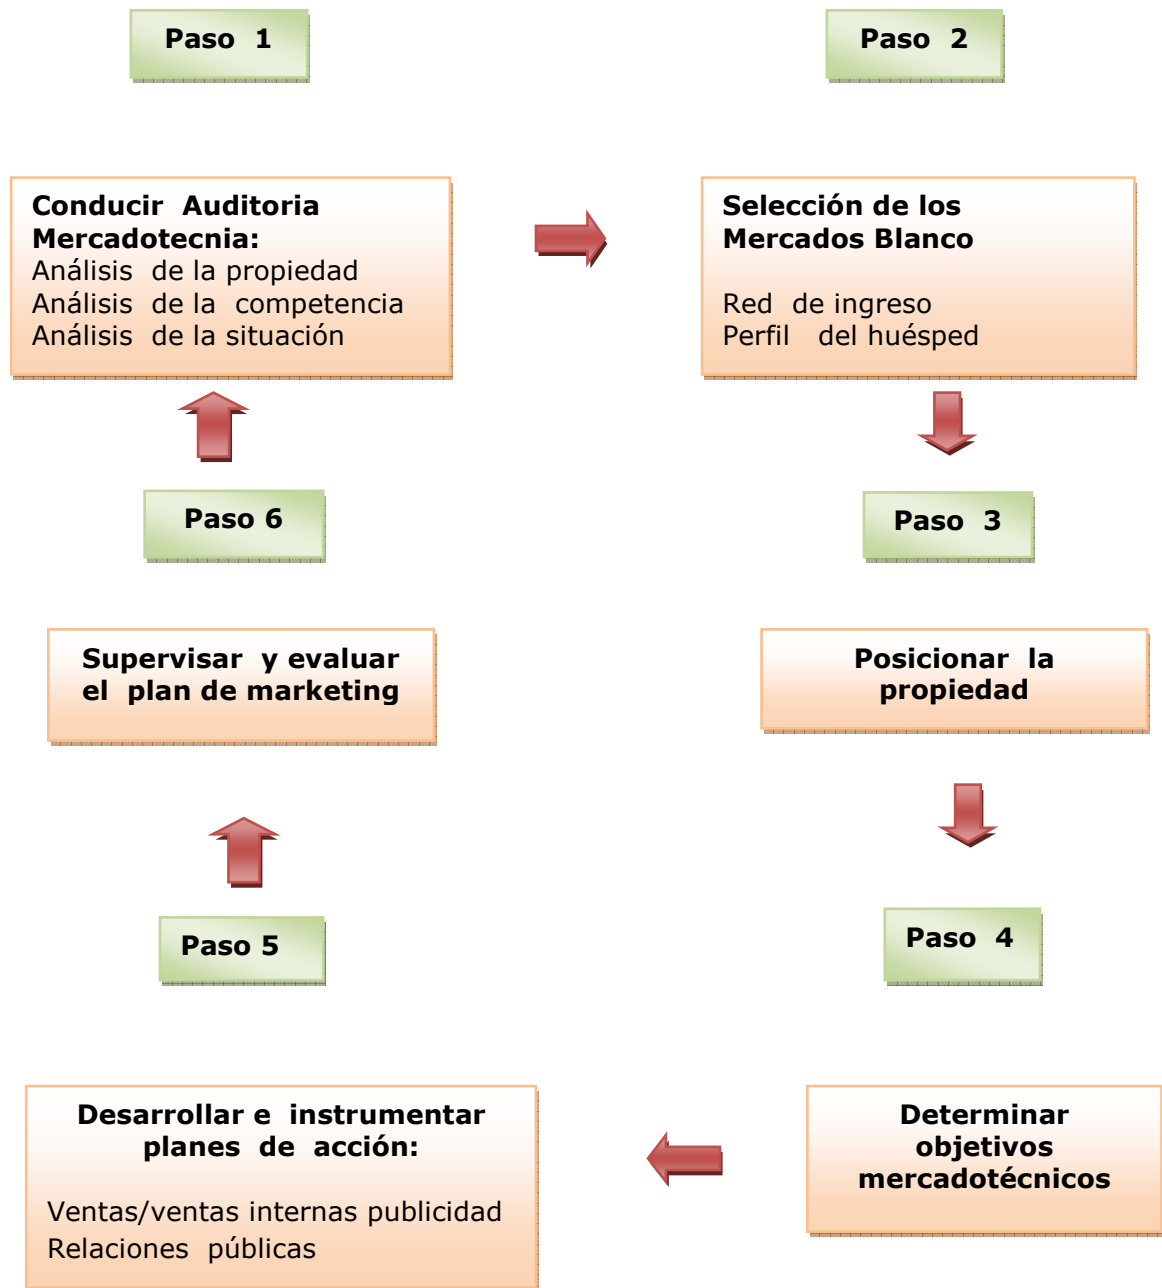 Paso 1
Conducir Auditoria
Mercadotecnia:
Análisis de la propiedad
Análisis de la competencia
Análisis de la situación
Paso 2
Selección de los
Mercados Blanco
Red de ingreso
Perfil del huésped
Paso 3
Posicionar la
propiedad
Paso 4
Determinar
objetivos
mercadotécnicos
Paso 5
Desarrollar e instrumentar
planes de acción:
Ventas/ventas internas publicidad
Relaciones públicas
Paso 6
Supervisar y evaluar
el plan de marketing